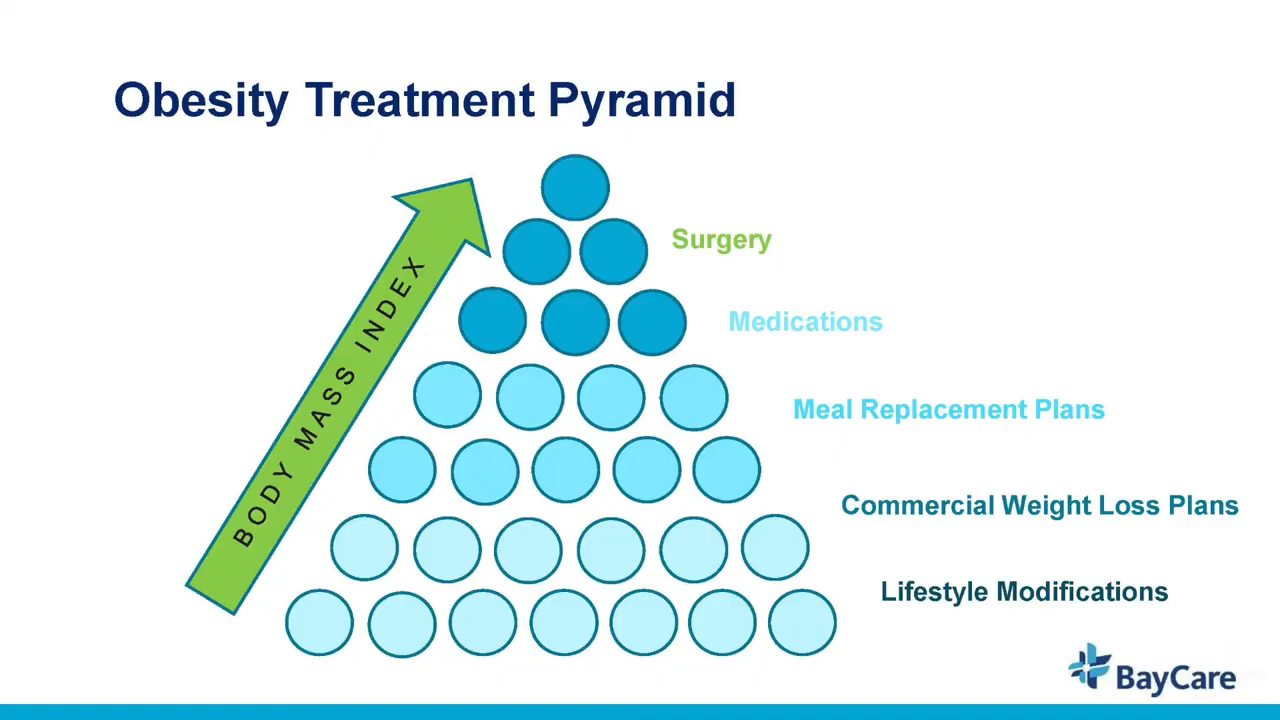 Obesity Treatment Pyramid
BODY MASS INDEX
Surgery
Medications
Meal Replacement Plans
Commercial Weight Loss Plans
Lifestyle Modifications
BayCare